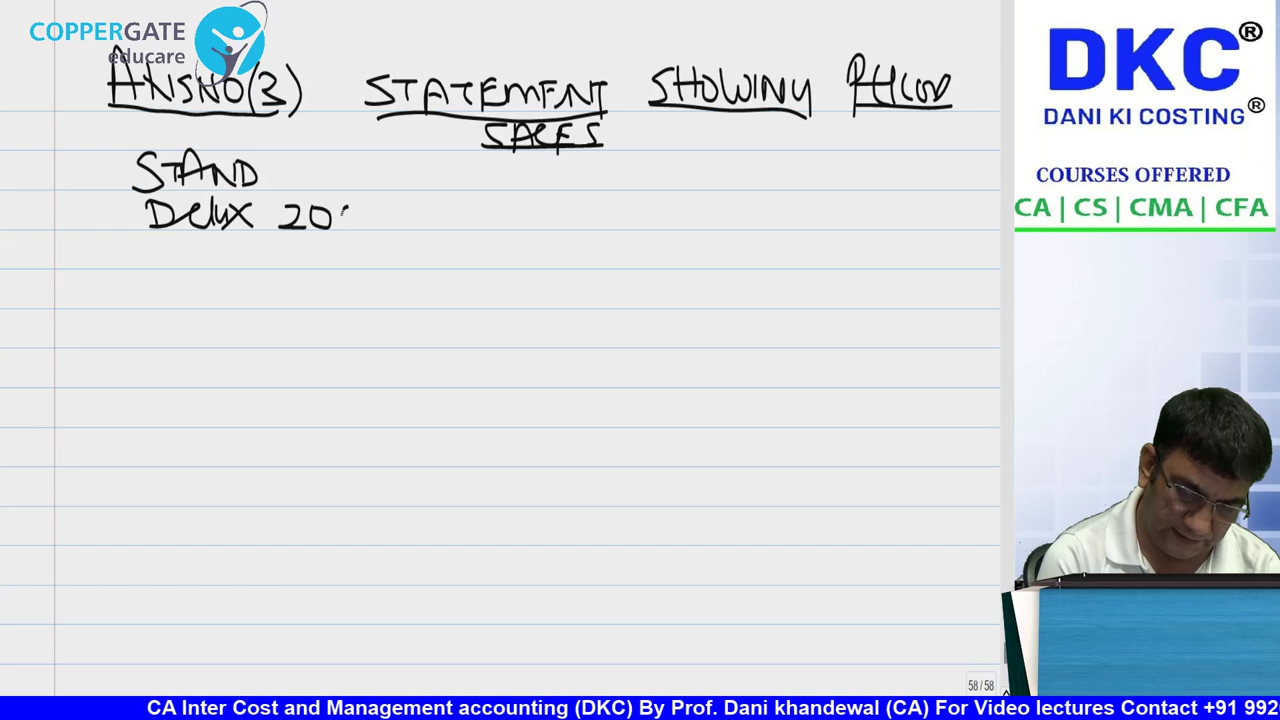 COPPERGATE
educare
ANSNO(3) STATEMENT SHOWING
SALES
STAND
Delux 20
58 / 58
DKC®
DANI KI COSTING®
COURSES OFFERED
CA | CS | CMA | CFA
CA Inter Cost and Management accounting (DKC) By Prof. Dani khandewal (CA) For Video lectures Contact +91 992